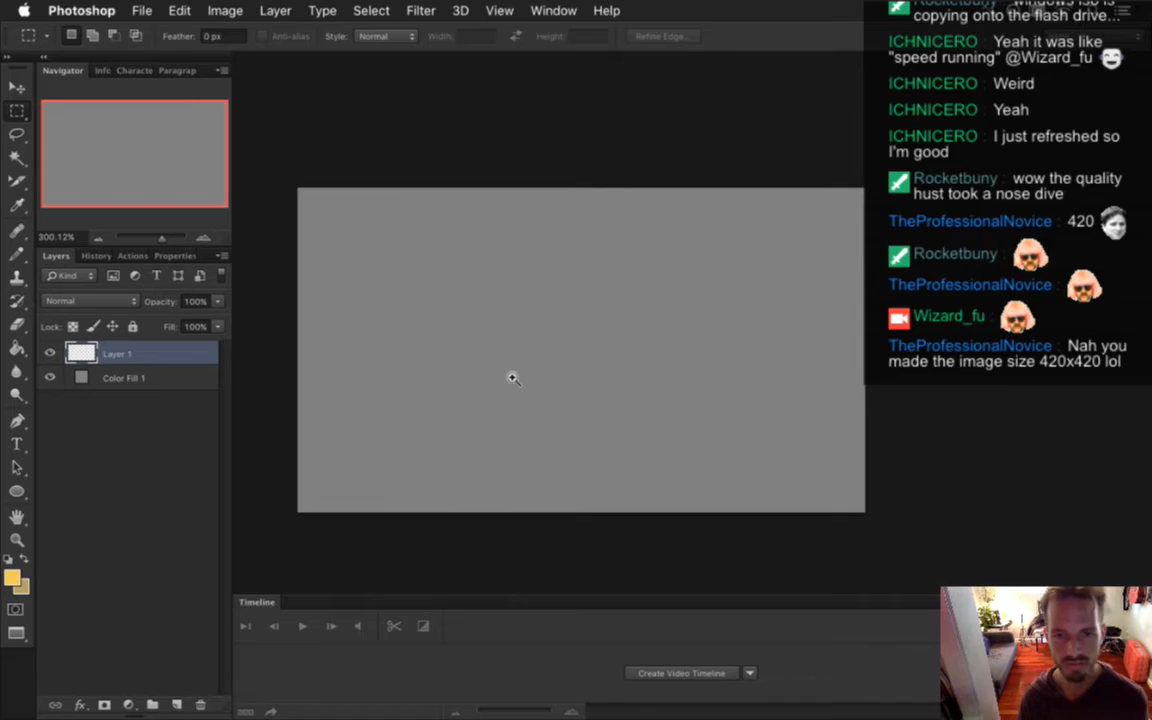 Photoshop File Edit Image Layer Type Select Filter 3D View Window Help
Feather: 0 px Anti-alias Style: Normal Width: Height: Refine Edge...
Navigator Info Characte Paragrap
300.12%
Layers History Actions Properties
Kind
Normal Opacity: 100%
Lock: Fill: 100%
Layer 1
Color Fill 1
Timeline
Create Video Timeline
copying onto the flash drive...
ICHNICERO : Yeah it was like
"speed running" @Wizard_fu
ICHNICERO : Weird
ICHNICERO : Yeah
ICHNICERO : I just refreshed so
I'm good
Rocketbuny : wow the quality
hust took a nose dive
TheProfessionalNovice : 420
Rocketbuny :
TheProfessionalNovice :
Wizard_fu :
TheProfessionalNovice : Nah you
made the image size 420x420 lol